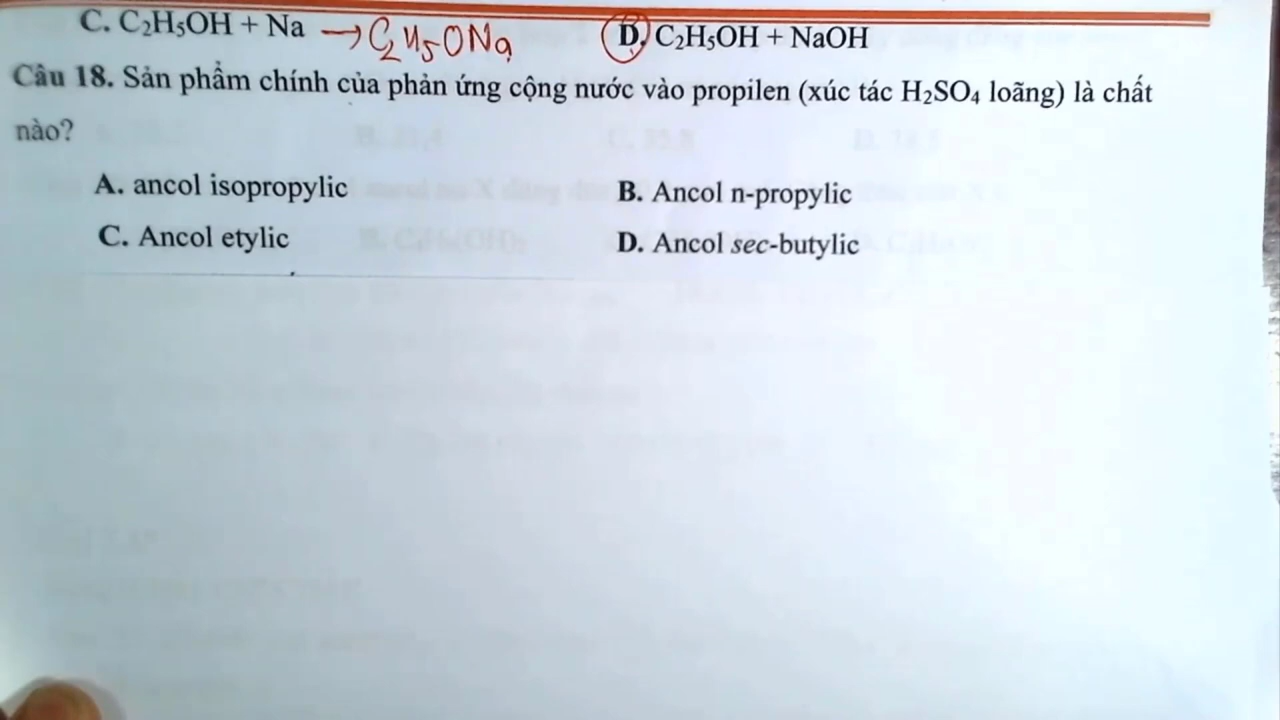 C. C₂H₅OH + Na → C₂H₅ONa D. C₂H₅OH + NaOH
Câu 18. Sản phẩm chính của phản ứng cộng nước vào propilen (xúc tác H₂SO₄ loãng) là chất
nào?
A. ancol isopropylic B. Ancol n-propylic
C. Ancol etylic D. Ancol sec-butylic